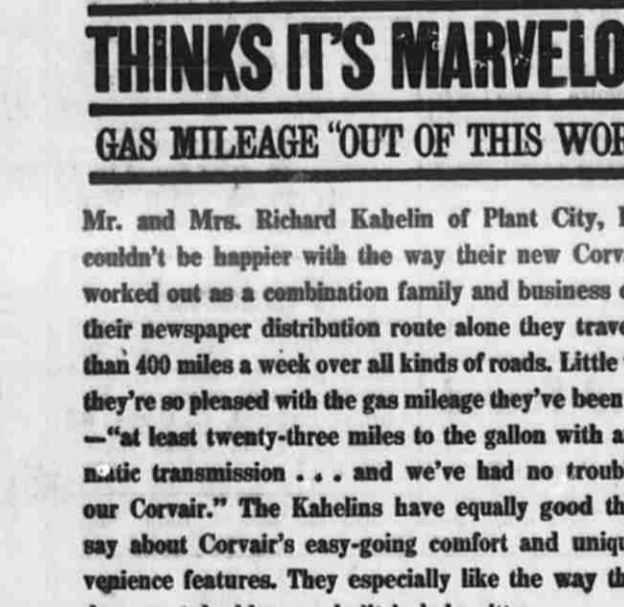 THINKS IT'S MARVELO
GAS MILEAGE "OUT OF THIS WOR
Mr. and Mrs. Richard Kahelin of Plant City,
couldn't be happier with the way their new Corv
worked out as a combination family and business
their newspaper distribution route alone they trave
than 400 miles a week over all kinds of roads. Little
they're so pleased with the gas mileage they've been
—"at least twenty-three miles to the gallon with a
matic transmission . . . and we've had no troub
our Corvair." The Kahelins have equally good th
say about Corvair's easy-going comfort and uniqu
venience features. They especially like the way th